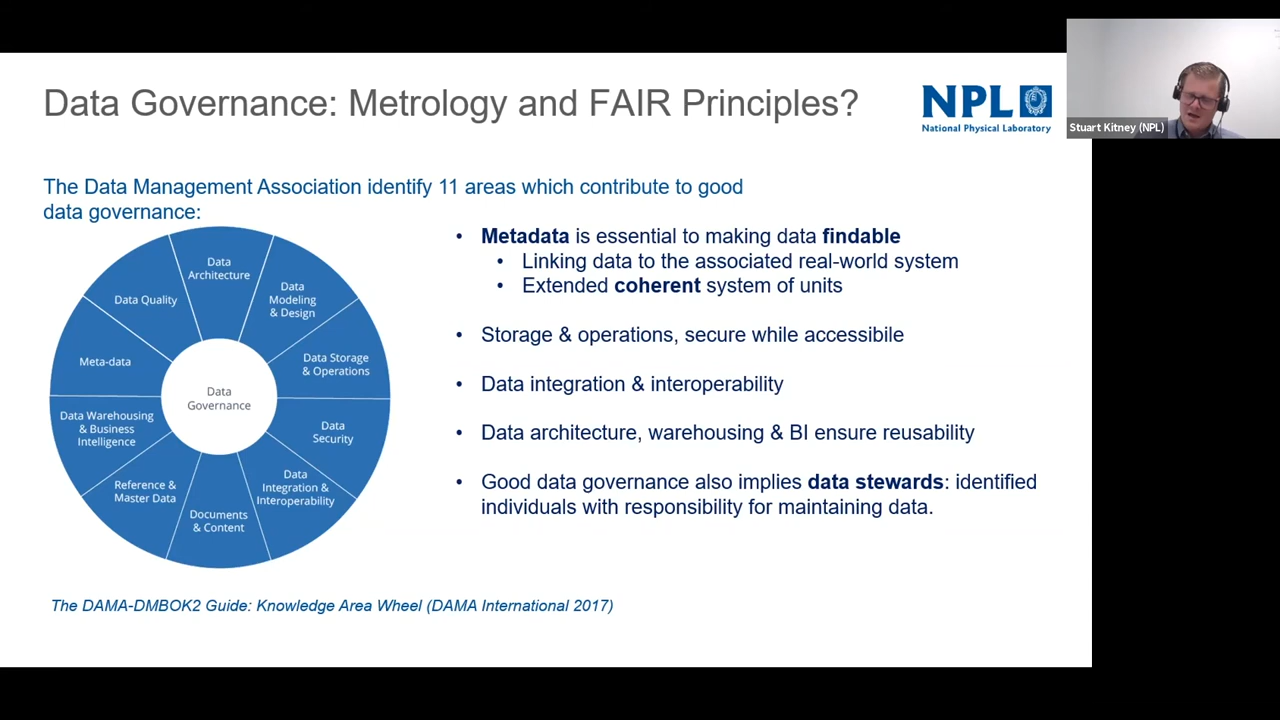 Data Governance: Metrology and FAIR Principles?
NPL
National Physical Laboratory
Stuart Kitney (NPL)
The Data Management Association identify 11 areas which contribute to good
data governance:
Data
Architecture
Data
Modeling
& Design
Data Storage
& Operations
Data
Security
Data
Integration &
Interoperability
Documents
& Content
Reference &
Master Data
Data Warehousing
& Business
Intelligence
Meta-data
Data Quality
Data
Governance
• Metadata is essential to making data findable
• Linking data to the associated real-world system
• Extended coherent system of units
• Storage & operations, secure while accessibile
• Data integration & interoperability
• Data architecture, warehousing & BI ensure reusability
• Good data governance also implies data stewards: identified
individuals with responsibility for maintaining data.
The DAMA-DMBOK2 Guide: Knowledge Area Wheel (DAMA International 2017)